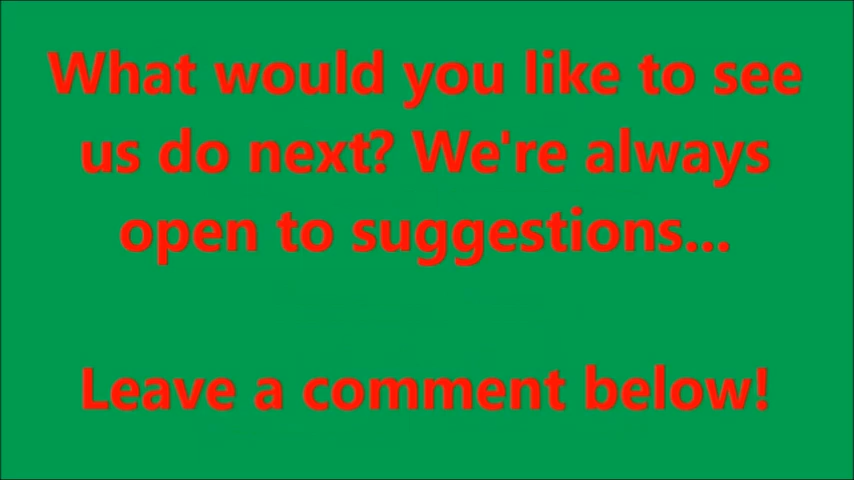 What would you like to see
us do next? We're always
open to suggestions...
Leave a comment below!